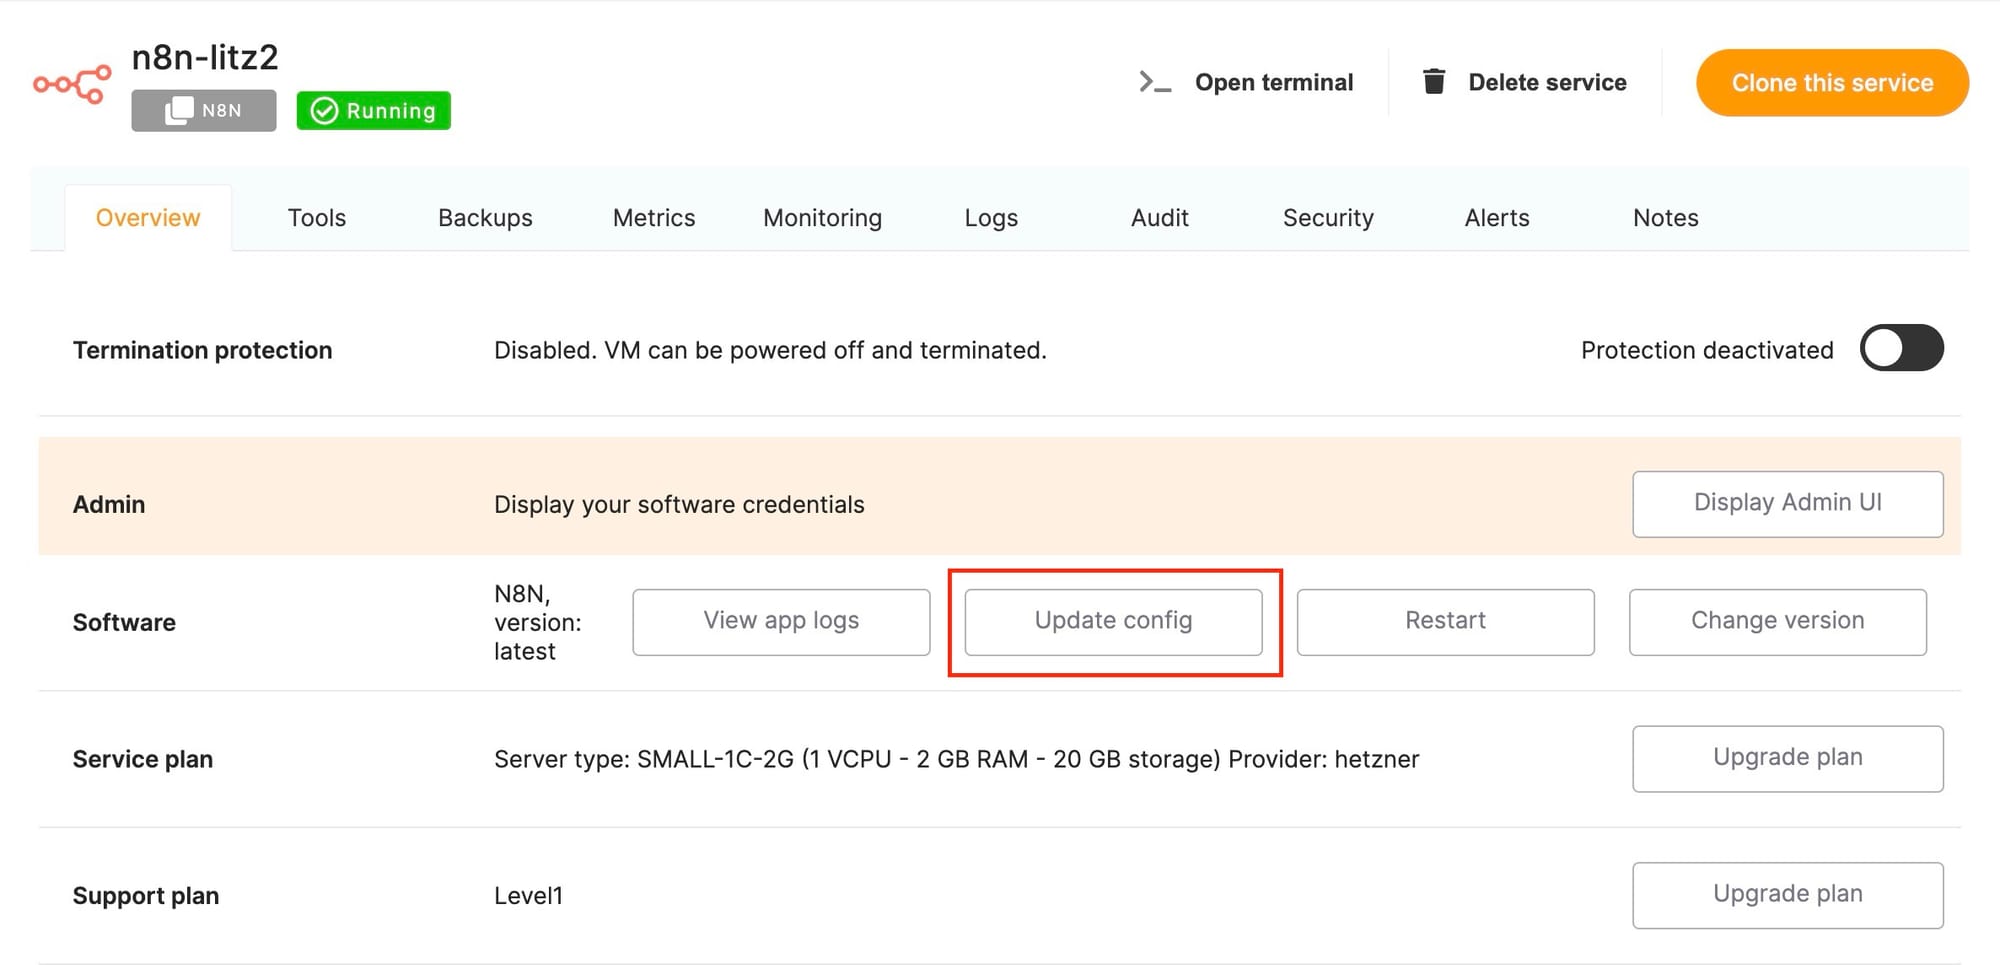 n8n-litz2
N8N
Running
Open terminal
Delete service
Clone this service
Overview
Tools
Backups
Metrics
Monitoring
Logs
Audit
Security
Alerts
Notes
Termination protection
Disabled. VM can be powered off and terminated.
Protection deactivated
Admin
Display your software credentials
Display Admin UI
Software
N8N,
version:
latest
View app logs
Update config
Restart
Change version
Service plan
Server type: SMALL-1C-2G (1 VCPU - 2 GB RAM - 20 GB storage) Provider: hetzner
Upgrade plan
Support plan
Level1
Upgrade plan